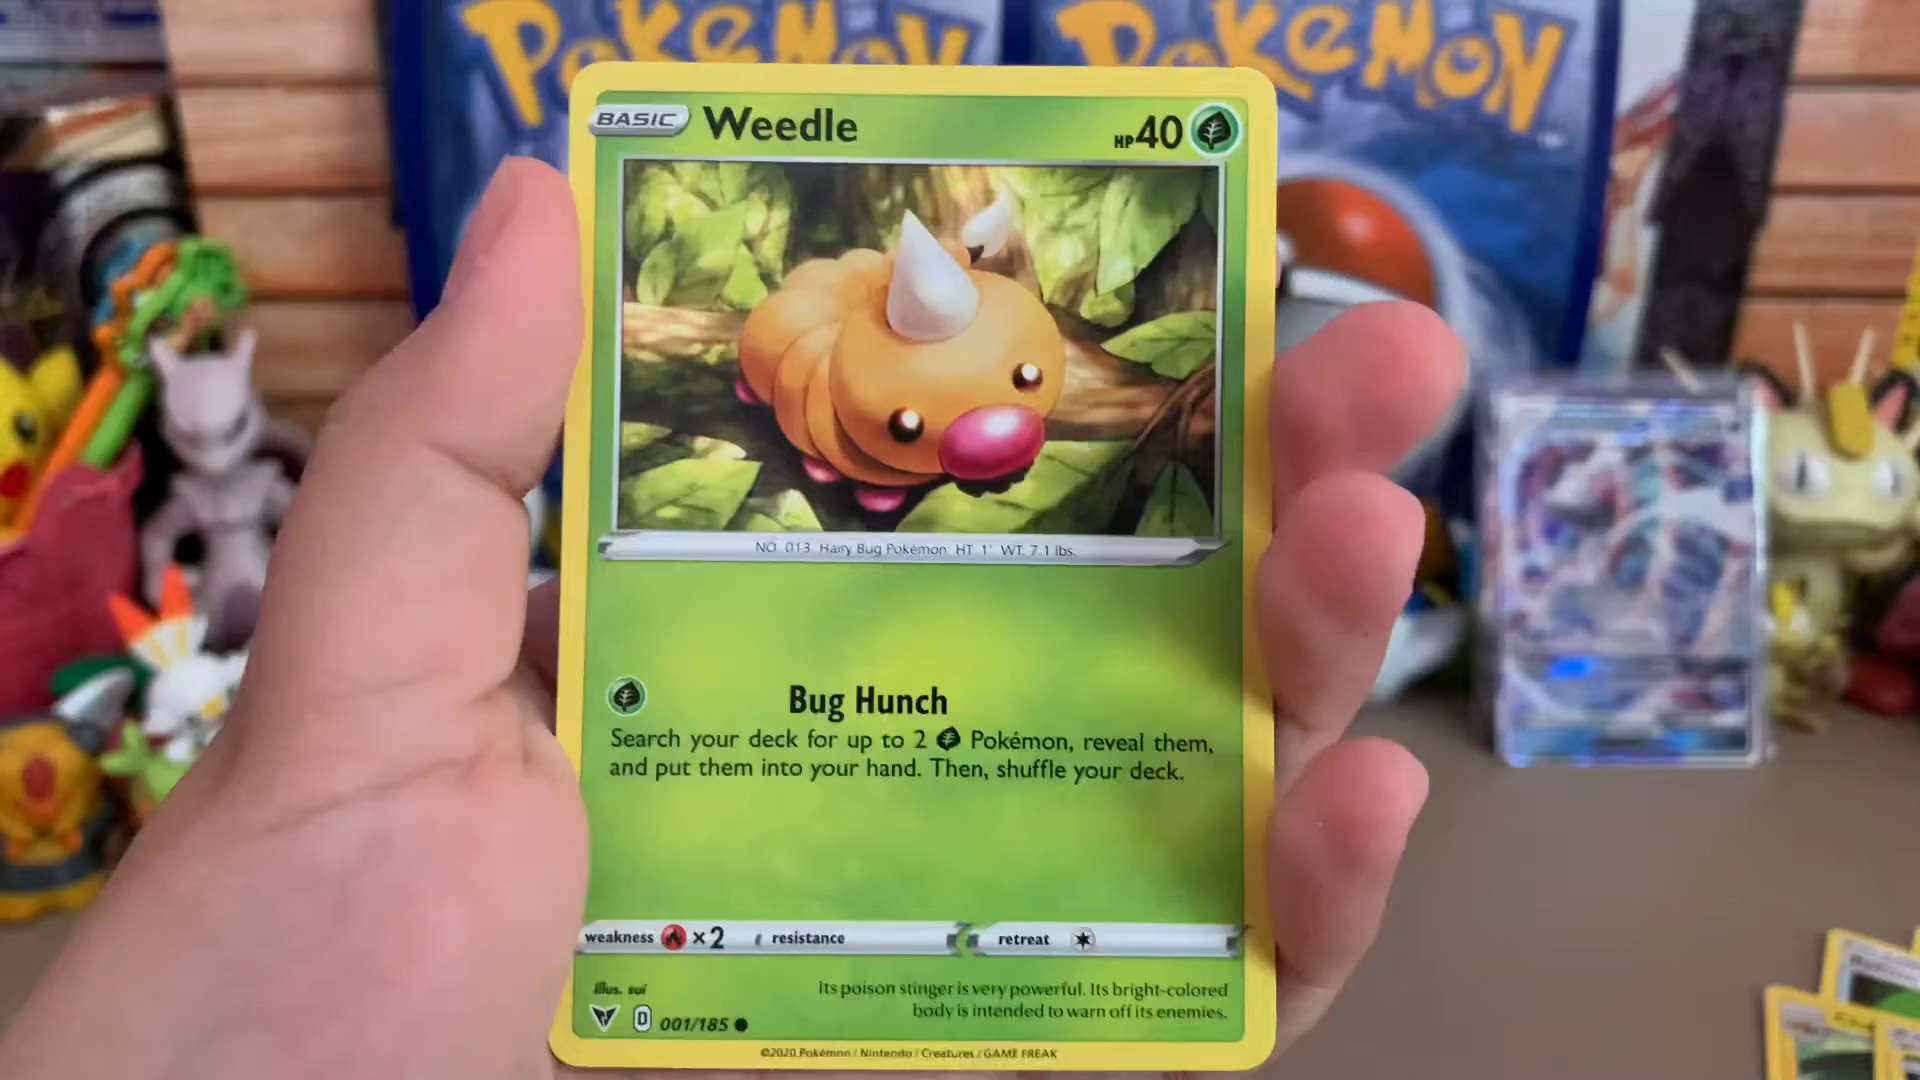 POKéMON POKéMON
BASIC Weedle HP40
NO. 013 Hairy Bug Pokémon HT 1' WT. 7.1 lbs.
Bug Hunch
Search your deck for up to 2 Pokémon, reveal them,
and put them into your hand. Then, shuffle your deck.
weakness ×2 resistance retreat
illus. sui
Its poison stinger is very powerful. Its bright-colored
body is intended to warn off its enemies.
D 001/185
©2020 Pokémon / Nintendo / Creatures / GAME FREAK